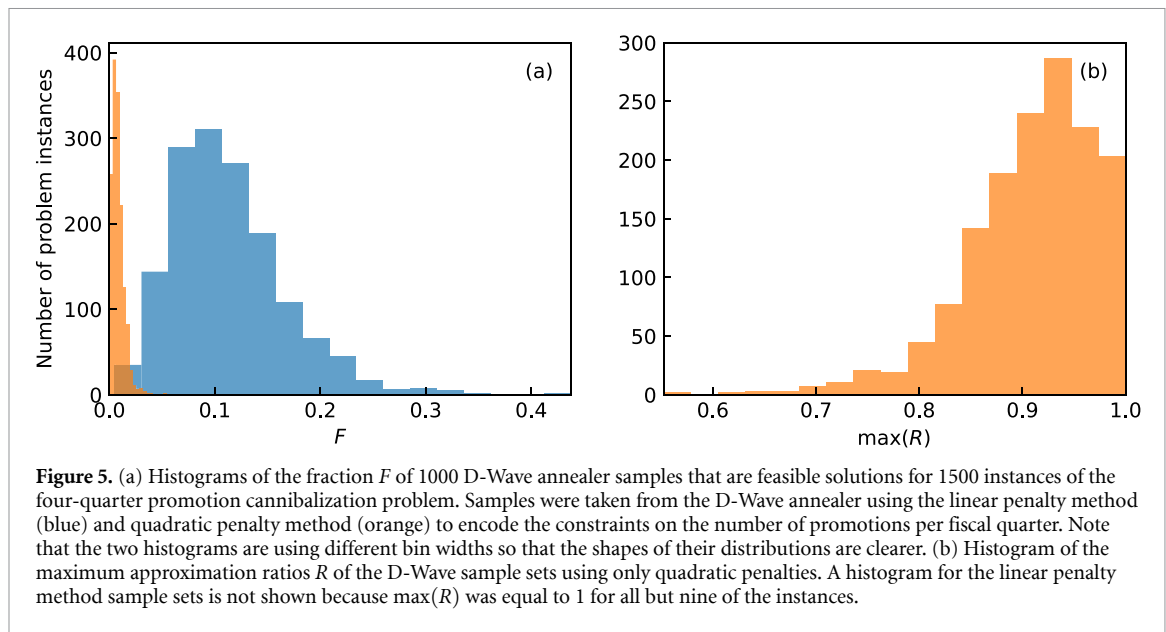 (a)
Number of problem instances
400
300
200
100
0
0.0 0.1 0.2 0.3 0.4
F
(b)
300
250
200
150
100
50
0
0.6 0.7 0.8 0.9 1.0
max(R)
Figure 5. (a) Histograms of the fraction F of 1000 D-Wave annealer samples that are feasible solutions for 1500 instances of the
four-quarter promotion cannibalization problem. Samples were taken from the D-Wave annealer using the linear penalty method
(blue) and quadratic penalty method (orange) to encode the constraints on the number of promotions per fiscal quarter. Note
that the two histograms are using different bin widths so that the shapes of their distributions are clearer. (b) Histogram of the
maximum approximation ratios R of the D-Wave sample sets using only quadratic penalties. A histogram for the linear penalty
method sample sets is not shown because max(R) was equal to 1 for all but nine of the instances.